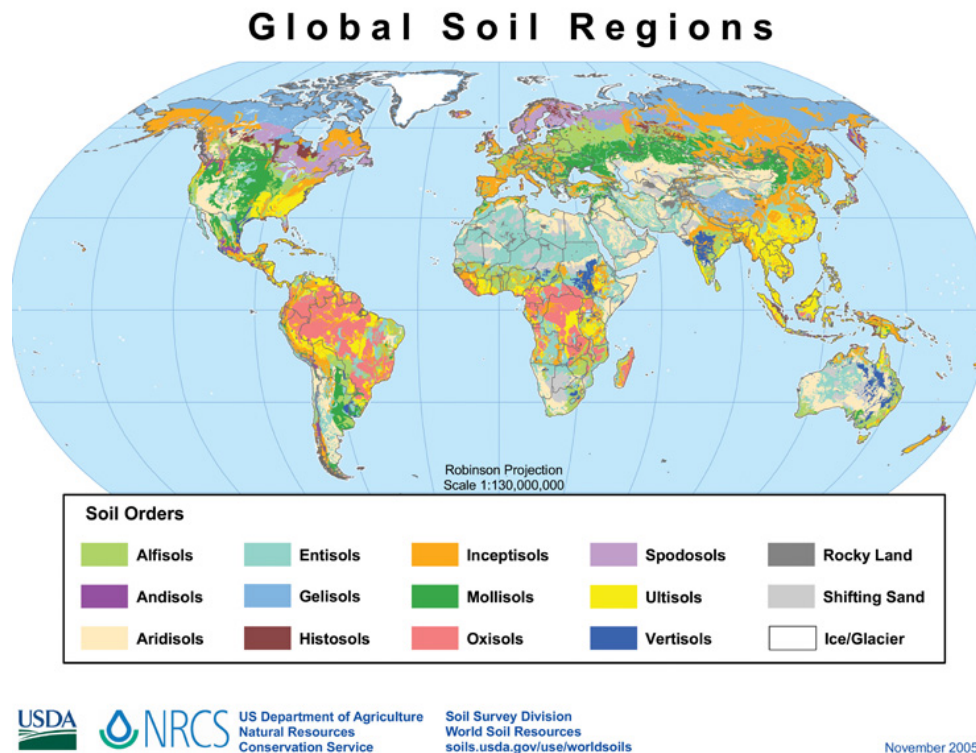 Global Soil Regions
Robinson Projection
Scale 1:130,000,000
Soil Orders
Alfisols Entisols Inceptisols Spodosols Rocky Land
Andisols Gelisols Mollisols Ultisols Shifting Sand
Aridisols Histosols Oxisols Vertisols Ice/Glacier
USDA
NRCS
US Department of Agriculture
Natural Resources
Conservation Service
Soil Survey Division
World Soil Resources
soils.usda.gov/use/worldsoils
November 2005